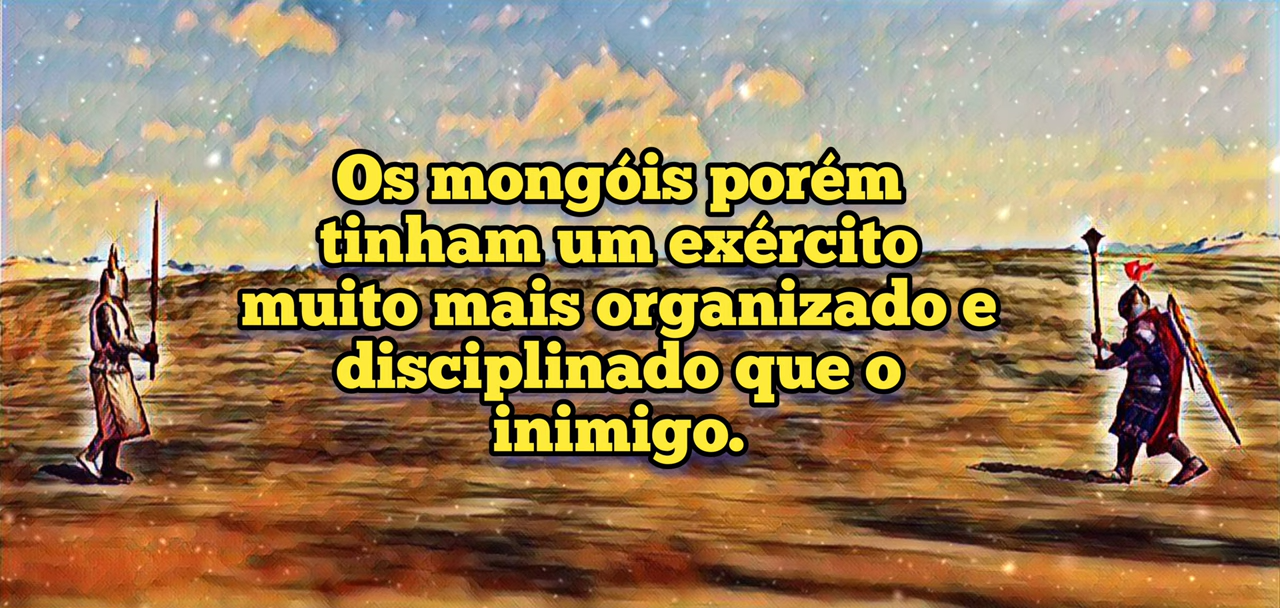 Os mongóis porém
tinham um exército
muito mais organizado e
disciplinado que o
inimigo.